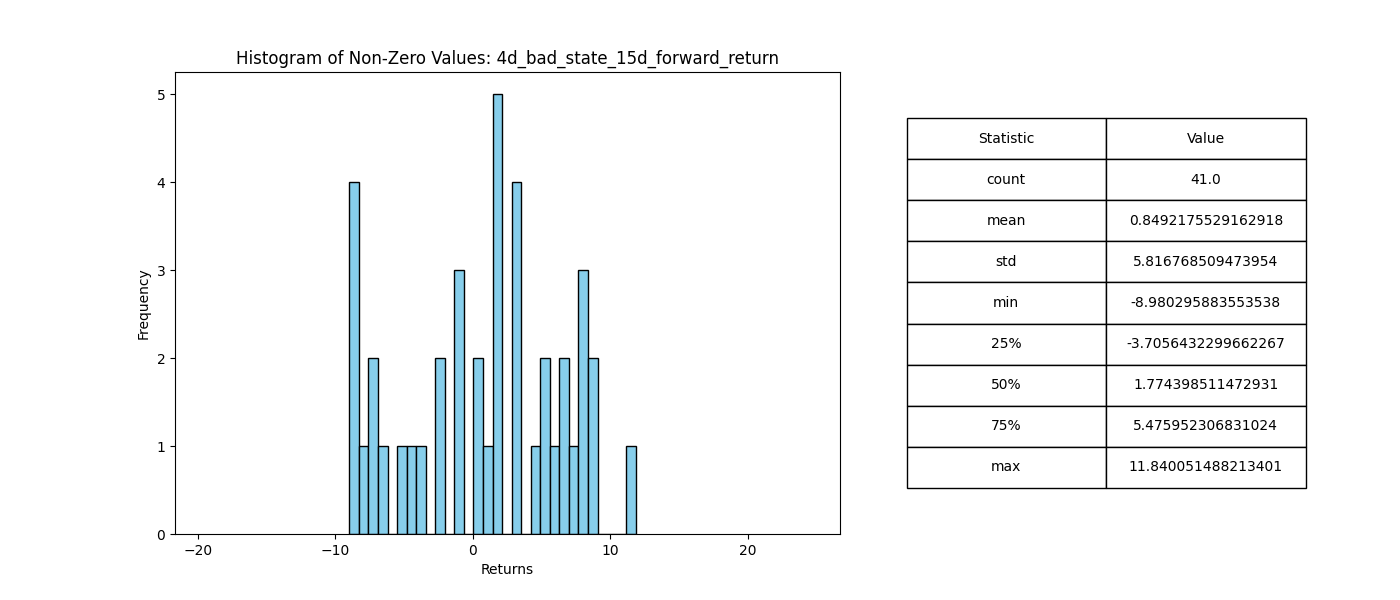 Histogram of Non-Zero Values: 4d_bad_state_15d_forward_return
Frequency
5
4
3
2
1
0
−20
−10
0
10
20
Returns
Statistic Value
count 41.0
mean 0.8492175529162918
std 5.816768509473954
min -8.980295883553538
25% -3.7056432299662267
50% 1.774398511472931
75% 5.475952306831024
max 11.840051488213401